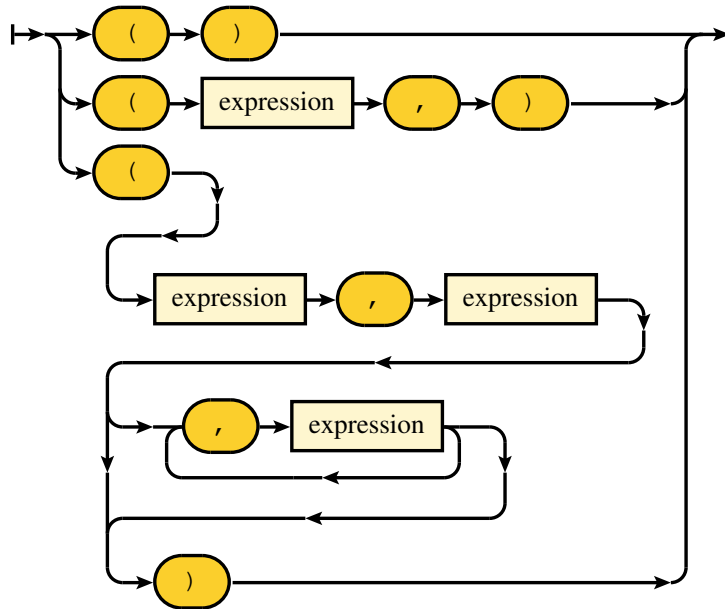 ( )
( expression , )
(
expression , expression
, expression
)